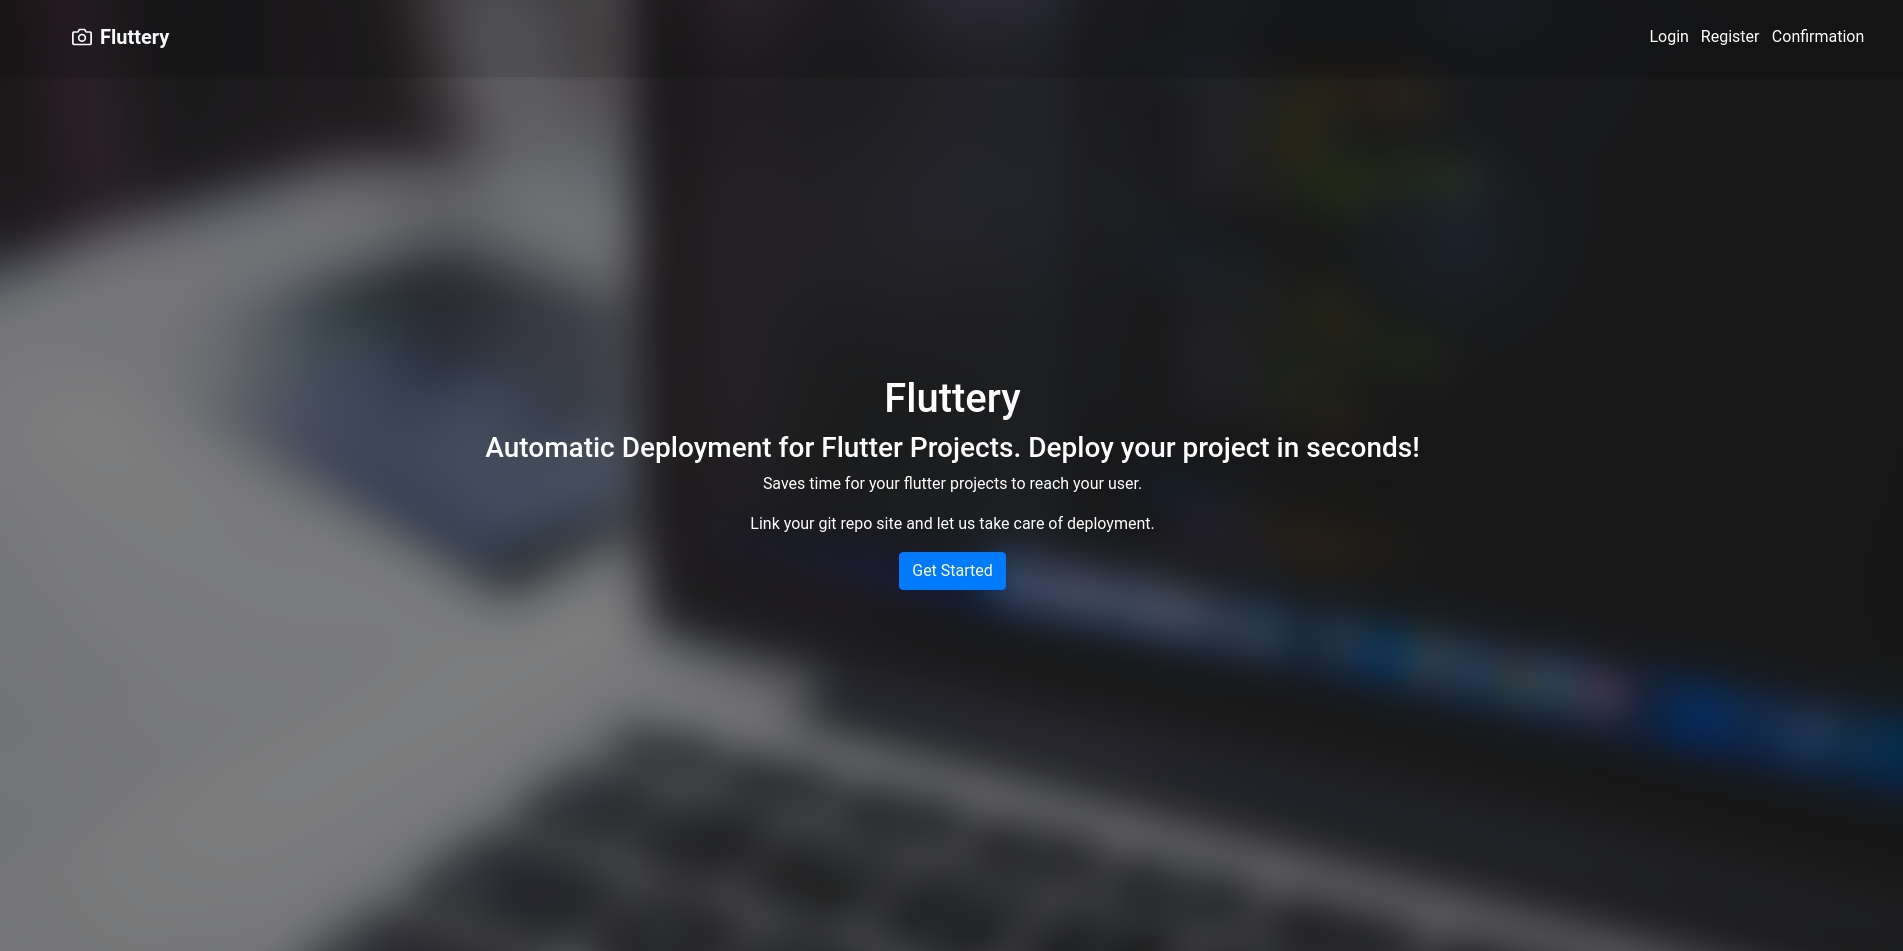 Fluttery
Login Register Confirmation
Fluttery
Automatic Deployment for Flutter Projects. Deploy your project in seconds!
Saves time for your flutter projects to reach your user.
Link your git repo site and let us take care of deployment.
Get Started